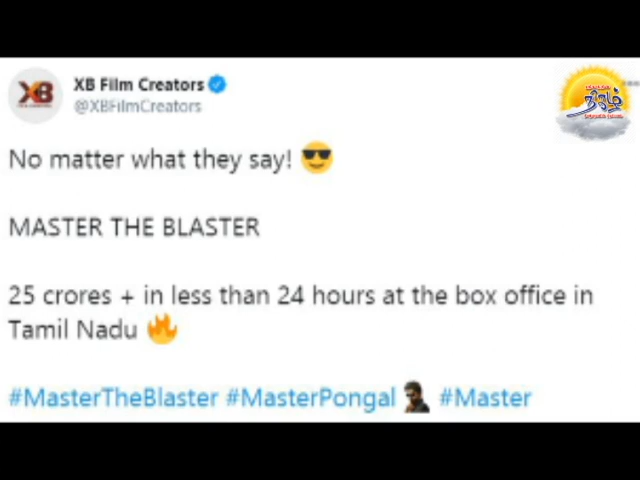 XB Film Creators
@XBFilmCreators
No matter what they say! 😎
MASTER THE BLASTER
25 crores + in less than 24 hours at the box office in
Tamil Nadu 🔥
#MasterTheBlaster #MasterPongal #Master
XB